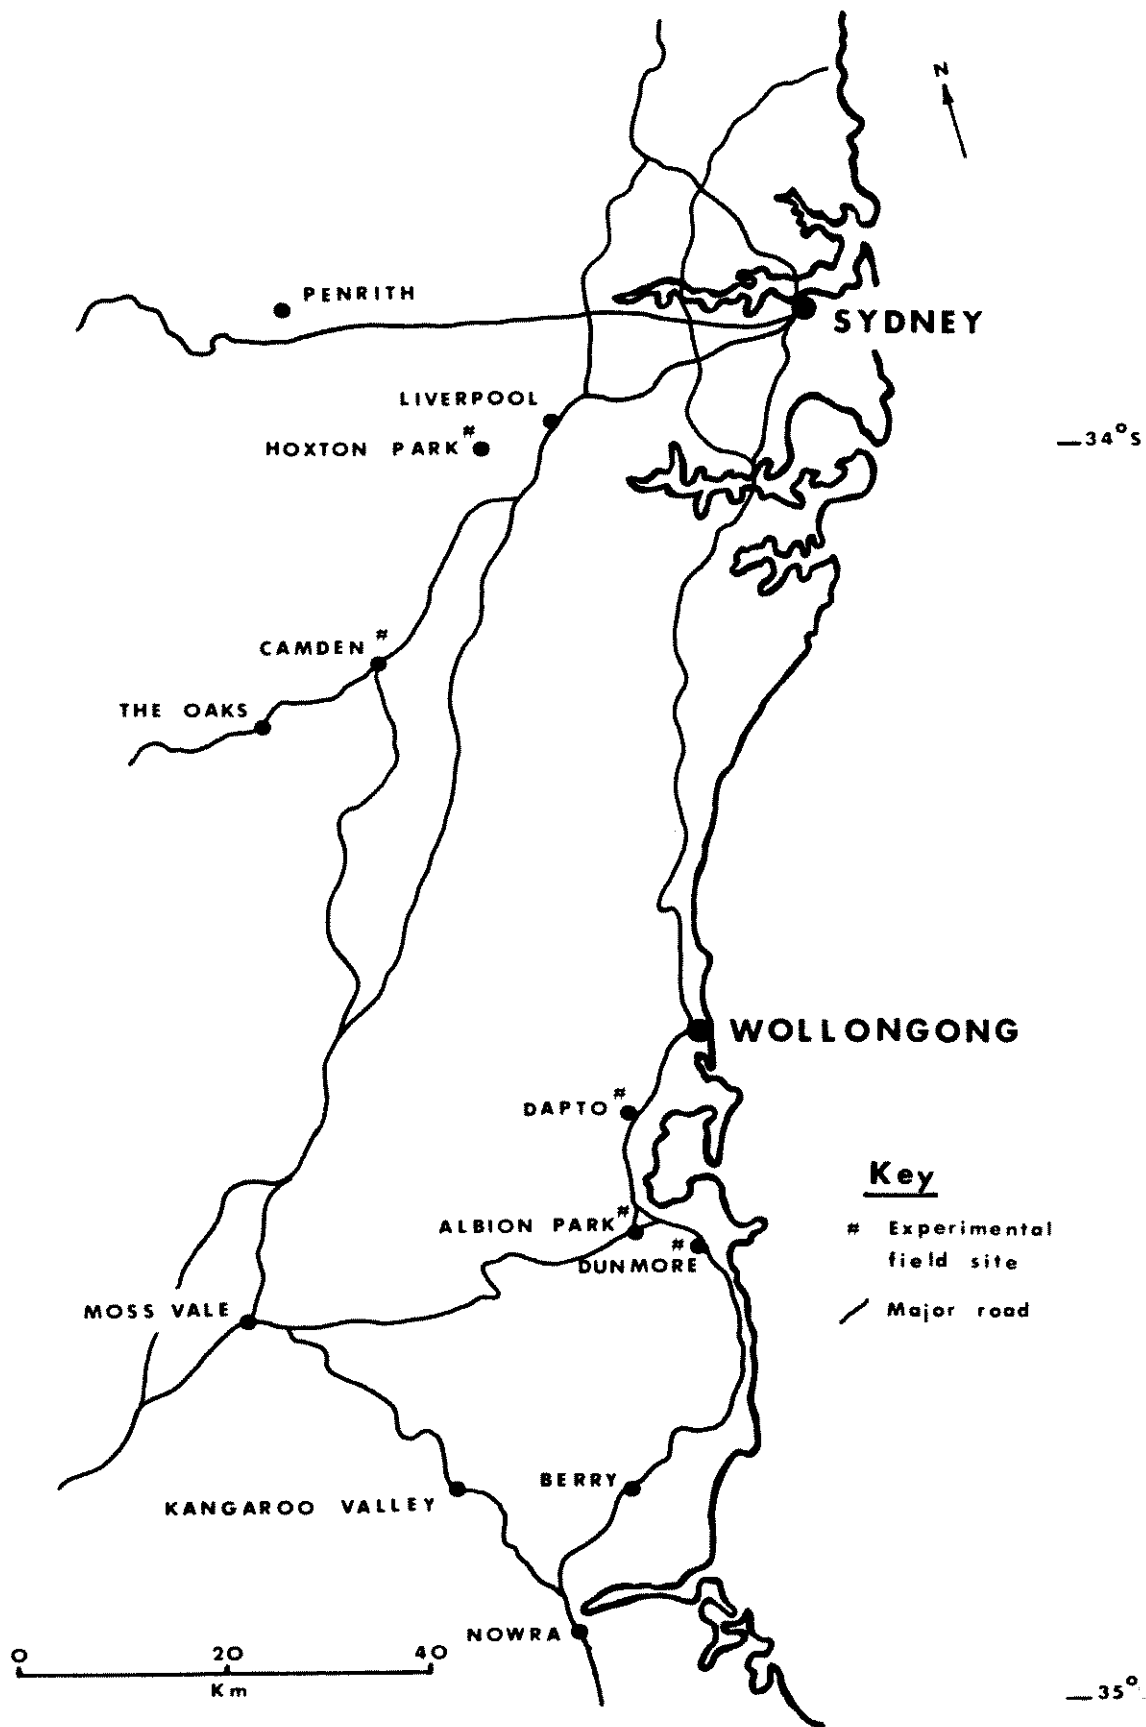 N
PENRITH
SYDNEY
LIVERPOOL
HOXTON PARK #
34°S
CAMDEN #
THE OAKS
WOLLONGONG
DAPTO #
Key
# Experimental
field site
Major road
ALBION PARK #
#
DUNMORE
MOSS VALE
BERRY
KANGAROO VALLEY
NOWRA
0 20 40
Km
35°